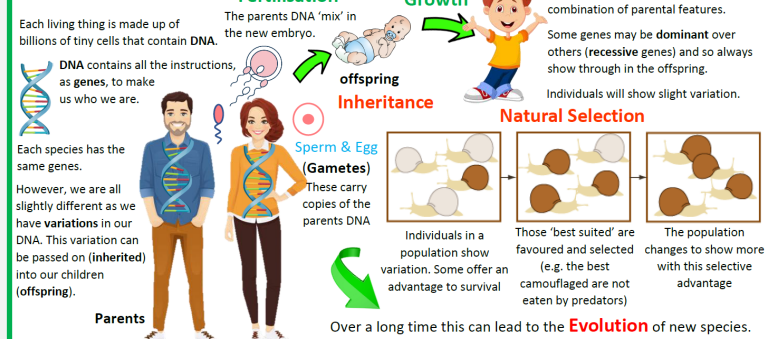 Each living thing is made up of
billions of tiny cells that contain DNA.
DNA contains all the instructions,
as genes, to make
us who we are.
Each species has the
same genes.
However, we are all
slightly different as we
have variations in our
DNA. This variation can
be passed on (inherited)
into our children
(offspring).
Parents
Fertilisation
The parents DNA ‘mix’ in
the new embryo.
offspring
Inheritance
Sperm & Egg
(Gametes)
These carry
copies of the
parents DNA
Growth
combination of parental features.
Some genes may be dominant over
others (recessive genes) and so always
show through in the offspring.
Individuals will show slight variation.
Natural Selection
Individuals in a
population show
variation. Some offer an
advantage to survival
Those ‘best suited’ are
favoured and selected
(e.g. the best
camouflaged are not
eaten by predators)
The population
changes to show more
with this selective
advantage
Over a long time this can lead to the Evolution of new species.